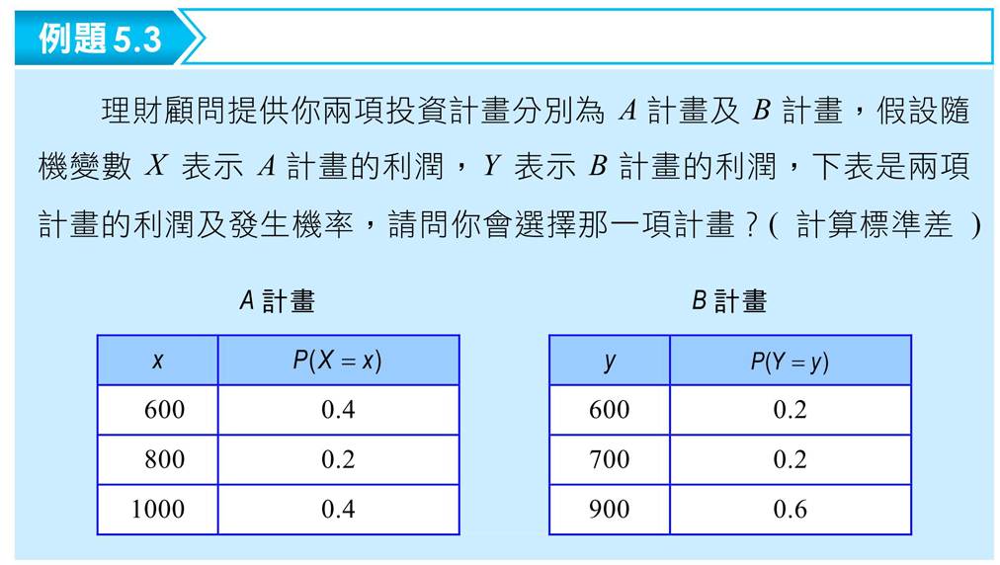 例題 5.3
理財顧問提供你兩項投資計畫分別為 A 計畫及 B 計畫，假設隨
機變數 X 表示 A 計畫的利潤，Y 表示 B 計畫的利潤，下表是兩項
計畫的利潤及發生機率，請問你會選擇那一項計畫？( 計算標準差 )
A 計畫
x P(X = x)
600 0.4
800 0.2
1000 0.4
B 計畫
y P(Y = y)
600 0.2
700 0.2
900 0.6